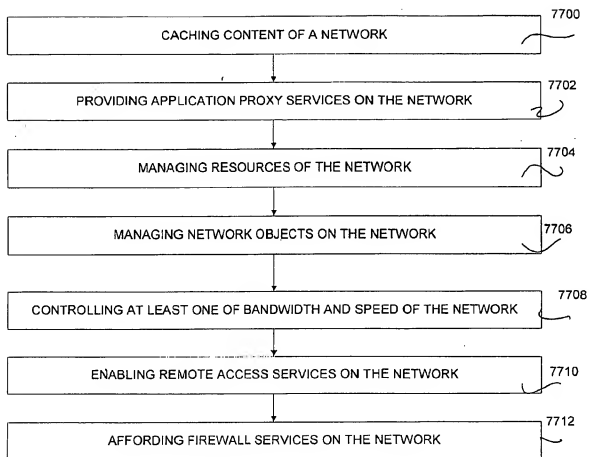 7700
CACHING CONTENT OF A NETWORK
7702
PROVIDING APPLICATION PROXY SERVICES ON THE NETWORK
7704
MANAGING RESOURCES OF THE NETWORK
7706
MANAGING NETWORK OBJECTS ON THE NETWORK
7708
CONTROLLING AT LEAST ONE OF BANDWIDTH AND SPEED OF THE NETWORK
7710
ENABLING REMOTE ACCESS SERVICES ON THE NETWORK
7712
AFFORDING FIREWALL SERVICES ON THE NETWORK